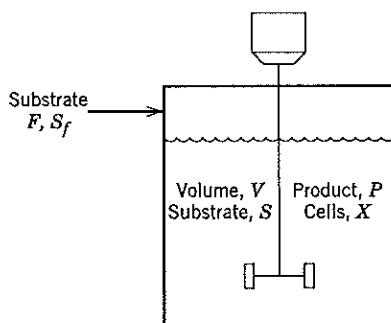 Substrate
F, S_f
Volume, V
Substrate, S
Product, P
Cells, X